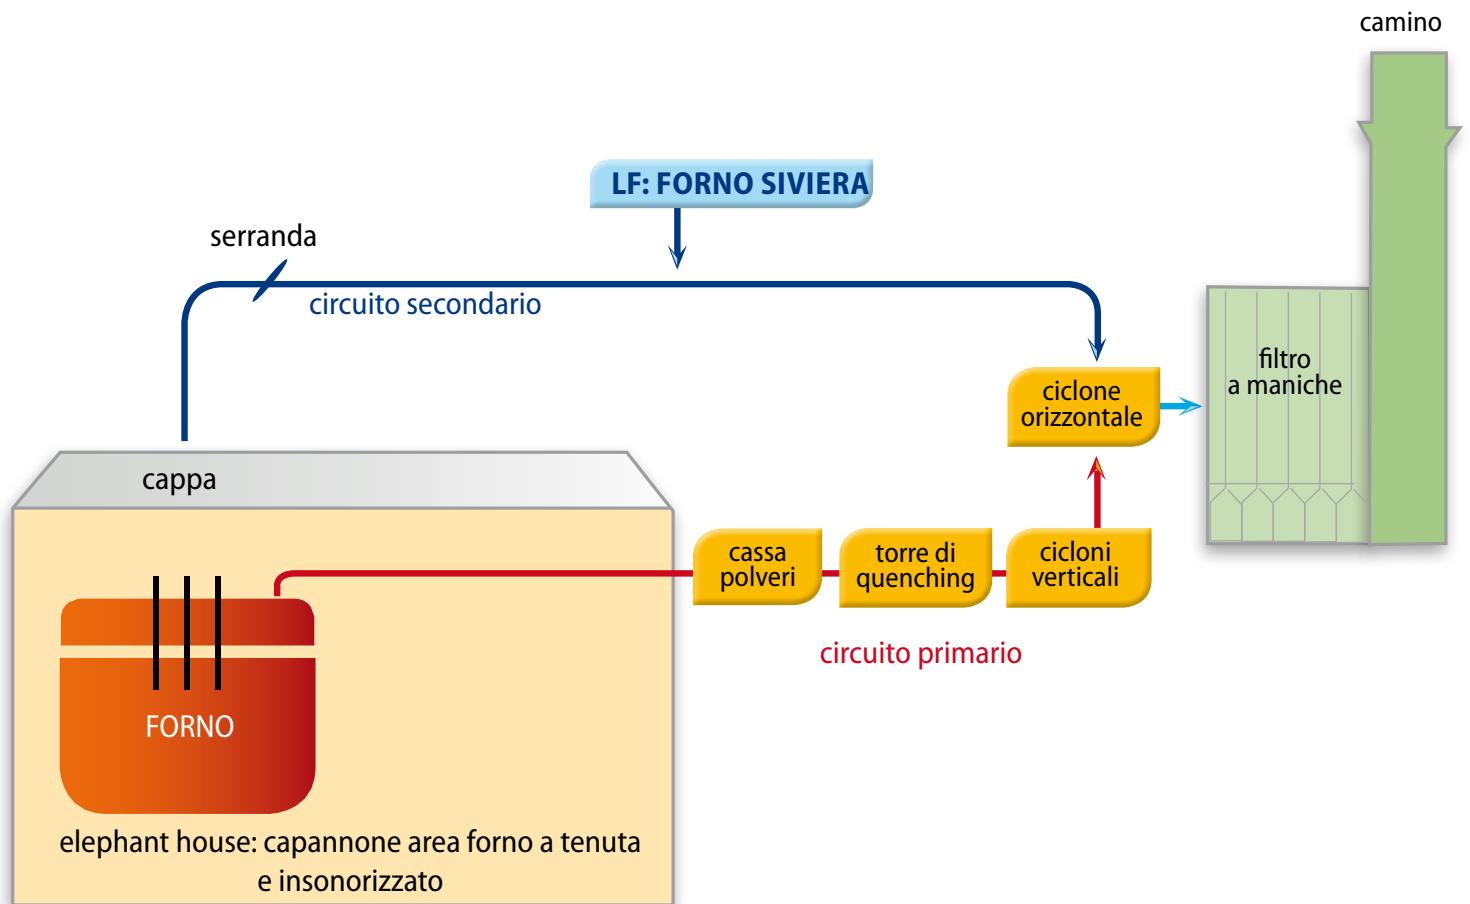 camino
LF: FORNO SIVIERA
serranda
circuito secondario
filtro
a maniche
ciclone
orizzontale
cappa
cassa
polveri
torre di
quenching
cicloni
verticali
circuito primario
FORNO
elephant house: capannone area forno a tenuta
e insonorizzato